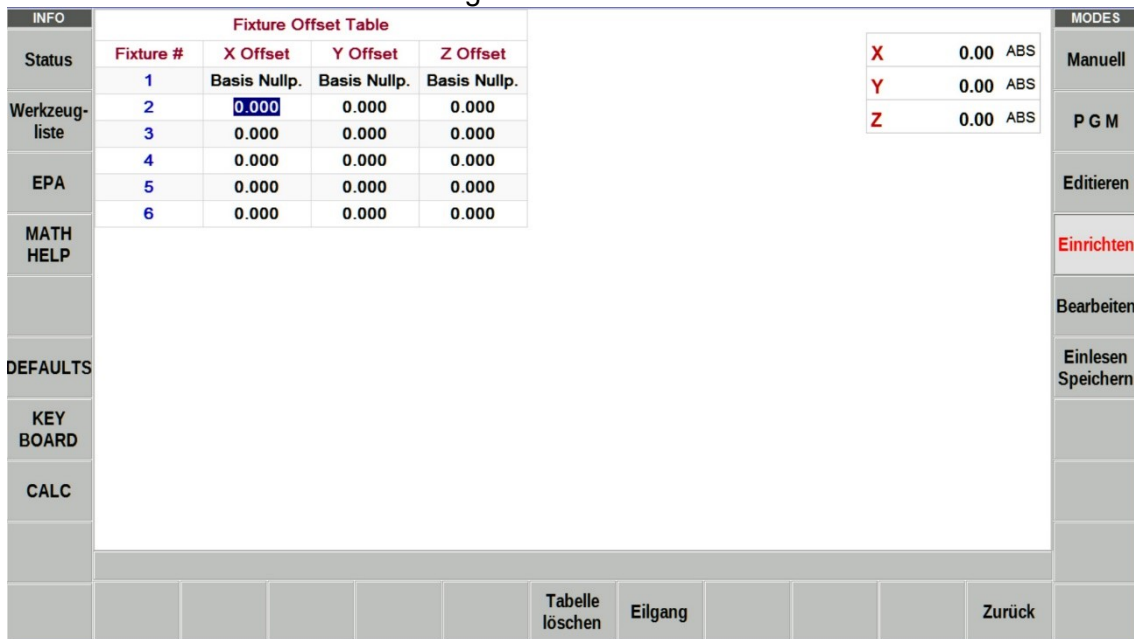 INFO
Status
Werkzeug-
liste
EPA
MATH
HELP
DEFAULTS
KEY
BOARD
CALC
Fixture Offset Table
Fixture # X Offset Y Offset Z Offset
1 Basis Nullp. Basis Nullp. Basis Nullp.
2 0.000 0.000 0.000
3 0.000 0.000 0.000
4 0.000 0.000 0.000
5 0.000 0.000 0.000
6 0.000 0.000 0.000
X 0.00 ABS
Y 0.00 ABS
Z 0.00 ABS
MODES
Manuell
P G M
Editieren
Einrichten
Bearbeiten
Einlesen
Speichern
Tabelle
löschen
Eilgang
Zurück